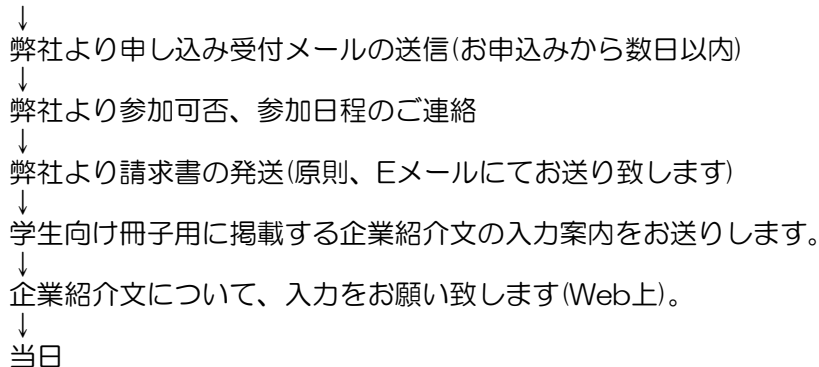 ↓
弊社より申し込み受付メールの送信(お申込みから数日以内)
↓
弊社より参加可否、参加日程のご連絡
↓
弊社より請求書の発送(原則、Eメールにてお送り致します)
↓
学生向け冊子用に掲載する企業紹介文の入力案内をお送りします。
↓
企業紹介文について、入力をお願い致します(Web上)。
↓
当日